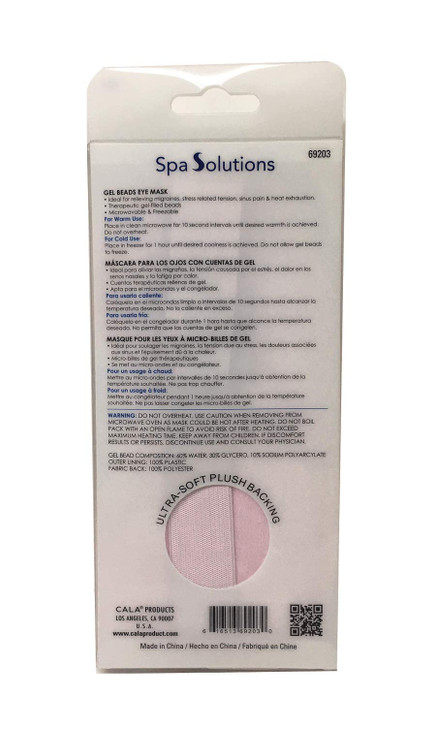 69203
Spa Solutions
GEL BEADS EYE MASK
• Ideal for relieving migraines, stress related tension, sinus pain & heat exhaustion.
• Therapeutic gel-filled beads
• Microwavable & Freezable
For Warm Use:
Place in clean microwave for 10 second intervals until desired warmth is achieved.
Do not overheat.
For Cold Use:
Place in freezer for 1 hour until desired coolness is achieved. Do not allow gel beads
to freeze.
MÁSCARA PARA LOS OJOS CON CUENTAS DE GEL
• Ideal para aliviar las migrañas, la tensión causada por el estrés, el dolor en los
senos nasales y la fatiga por calor.
• Cuentas terapéuticas rellenas de gel.
• Apta para el microondas y el congelador.
Para usarla caliente:
Colóquela en el microondas limpio a intervalos de 10 segundos hasta alcanzar la
temperatura deseada. No la caliente en exceso.
Para usarla fría:
Colóquela en el congelador durante 1 hora hasta que alcance la temperatura
deseada. No permita que las cuentas de gel se congelen.
MASQUE POUR LES YEUX À MICRO-BILLES DE GEL
• Idéal pour soulager les migraines, la tension due au stress, les douleurs associées
aux sinus et l'épuisement dû à la chaleur.
• Micro-billes de gel thérapeutiques
• Se met au micro-ondes et au congélateur.
Pour un usage à chaud:
Mettre au micro-ondes par intervalles de 10 secondes jusqu'à obtention de la
température souhaitée. Ne pas trop chauffer.
Pour un usage à froid:
Mettre au congélateur pendant 1 heure jusqu'à obtention de la température
souhaitée. Ne pas laisser congeler les micro-billes de gel.
WARNING: DO NOT OVERHEAT. USE CAUTION WHEN REMOVING FROM
MICROWAVE OVEN AS MASK COULD BE HOT AFTER HEATING. DO NOT BOIL
PACK WITH AN OPEN FLAME TO AVOID RISK OF FIRE. DO NOT EXCEED
MAXIMUM HEATING TIME. KEEP AWAY FROM CHILDREN. IF DISCOMFORT
RESULTS OR PERSISTS, DISCONTINUE USE AND CONSULT YOUR PHYSICIAN.
GEL BEAD COMPOSITION: 60% WATER, 30% GLYCERO, 10% SODIUM POLYARCYLATE
OUTER LINING: 100% PLASTIC
FABRIC BACK: 100% POLYESTER
ULTRA-SOFT PLUSH BACKING
CALA® PRODUCTS
LOS ANGELES, CA 90007
U.S.A.
www.calaproduct.com
6 16513 69203 6
Made in China / Hecho en China / Fabriqué en Chine